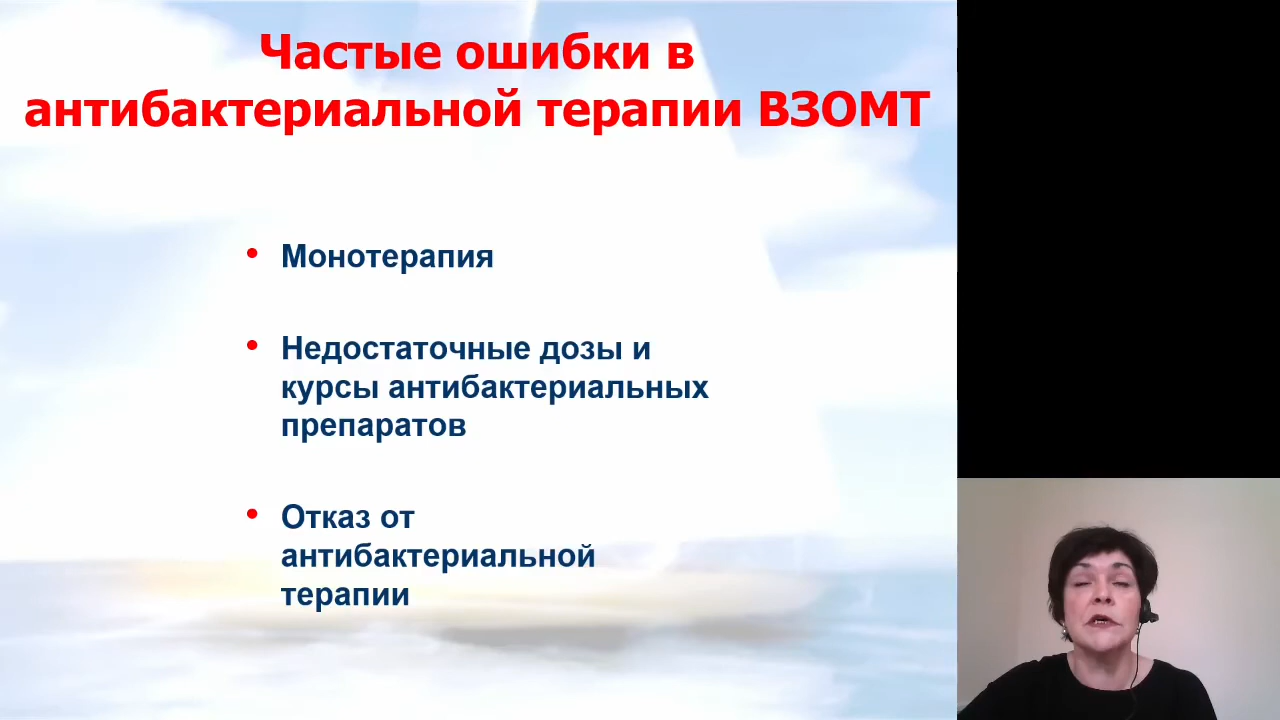 Частые ошибки в
антибактериальной терапии ВЗОМТ
• Монотерапия
• Недостаточные дозы и
курсы антибактериальных
препаратов
• Отказ от
антибактериальной
терапии